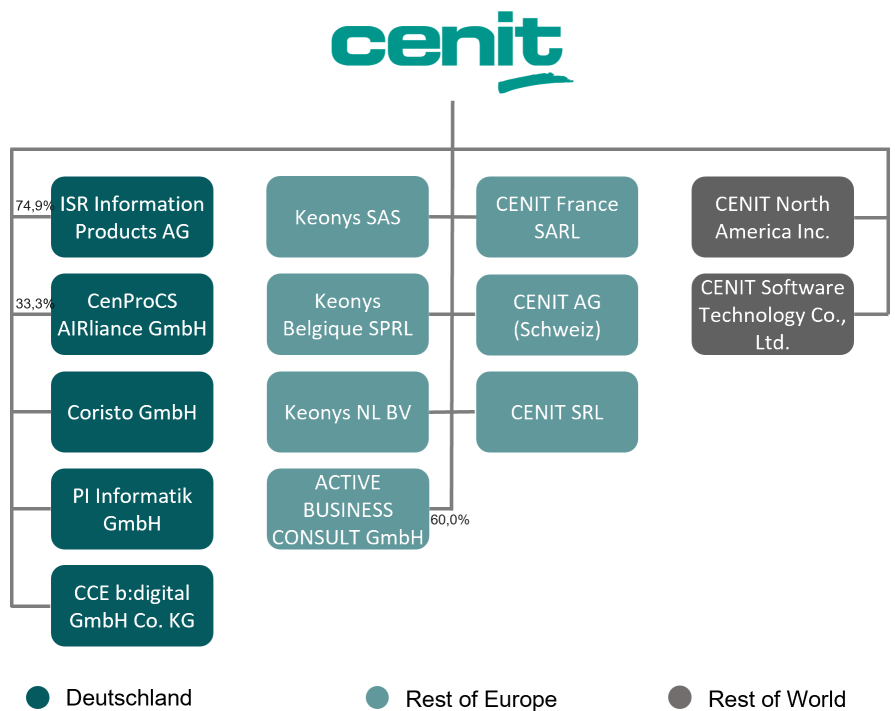 cenit
74,9%
ISR Information
Products AG
33,3%
CenProCS
AIRliance GmbH
Coristo GmbH
PI Informatik
GmbH
CCE b:digital
GmbH Co. KG
Keonys SAS
Keonys
Belgique SPRL
Keonys NL BV
ACTIVE
BUSINESS
CONSULT GmbH
60,0%
CENIT France
SARL
CENIT AG
(Schweiz)
CENIT SRL
CENIT North
America Inc.
CENIT Software
Technology Co.,
Ltd.
Deutschland
Rest of Europe
Rest of World